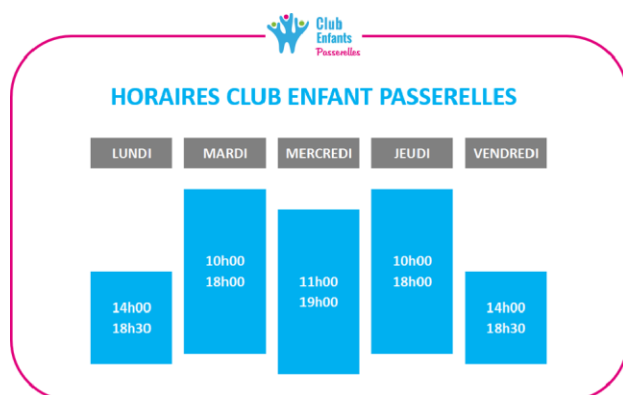 Club
Enfants
Passerelles
HORAIRES CLUB ENFANT PASSERELLES
LUNDI
MARDI
MERCREDI
JEUDI
VENDREDI
14h00
18h30
10h00
18h00
11h00
19h00
10h00
18h00
14h00
18h30